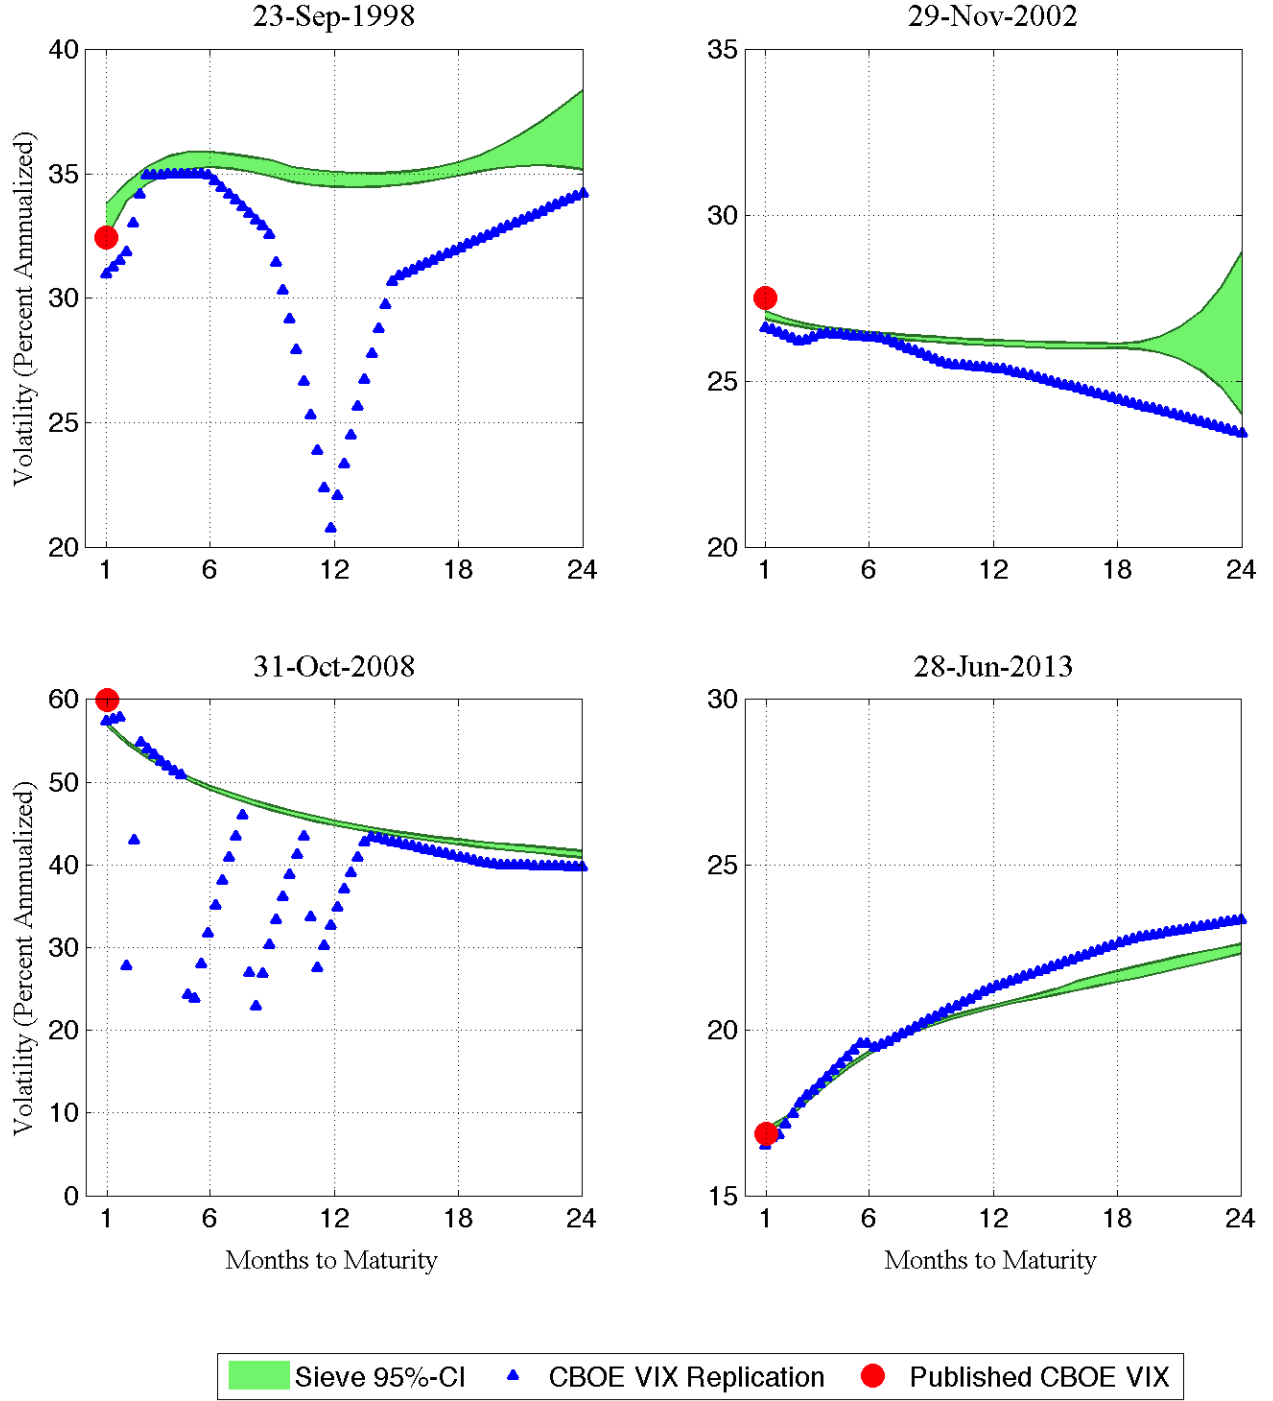 23-Sep-1998
29-Nov-2002
40
35
30
25
20
1 6 12 18 24
Volatility (Percent Annualized)
35
30
25
20
1 6 12 18 24
31-Oct-2008
28-Jun-2013
60
50
40
30
20
10
0
1 6 12 18 24
Volatility (Percent Annualized)
Months to Maturity
30
25
20
15
1 6 12 18 24
Months to Maturity
Sieve 95%-CI CBOE VIX Replication Published CBOE VIX